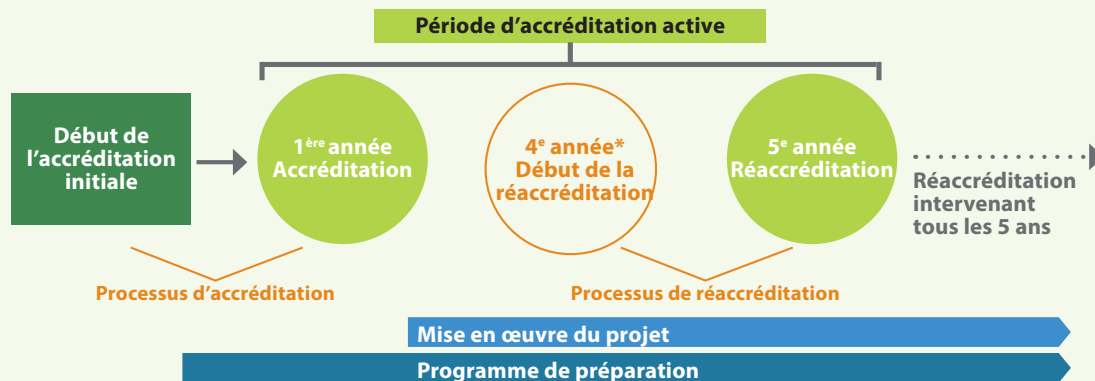 Période d’accréditation active
Début de
l’accréditation
initiale
1ère année
Accréditation
4e année*
Début de la
réaccréditation
5e année
Réaccréditation
Réaccréditation
intervenant
tous les 5 ans
Processus d’accréditation
Processus de réaccréditation
Mise en œuvre du projet
Programme de préparation